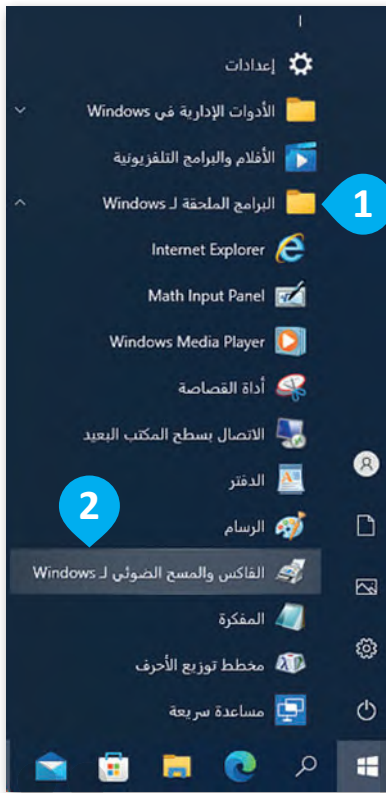 إعدادات
الأدوات الإدارية في Windows
الأفلام والبرامج التلفزيونية
البرامج الملحقة لـ Windows
1
Internet Explorer
Math Input Panel
Windows Media Player
أداة القصاصة
الاتصال بسطح المكتب البعيد
الدفتر
2
الرسام
الفاكس والمسح الضوئي لـ Windows
المفكرة
مخطط توزيع الأحرف
مساعدة سريعة